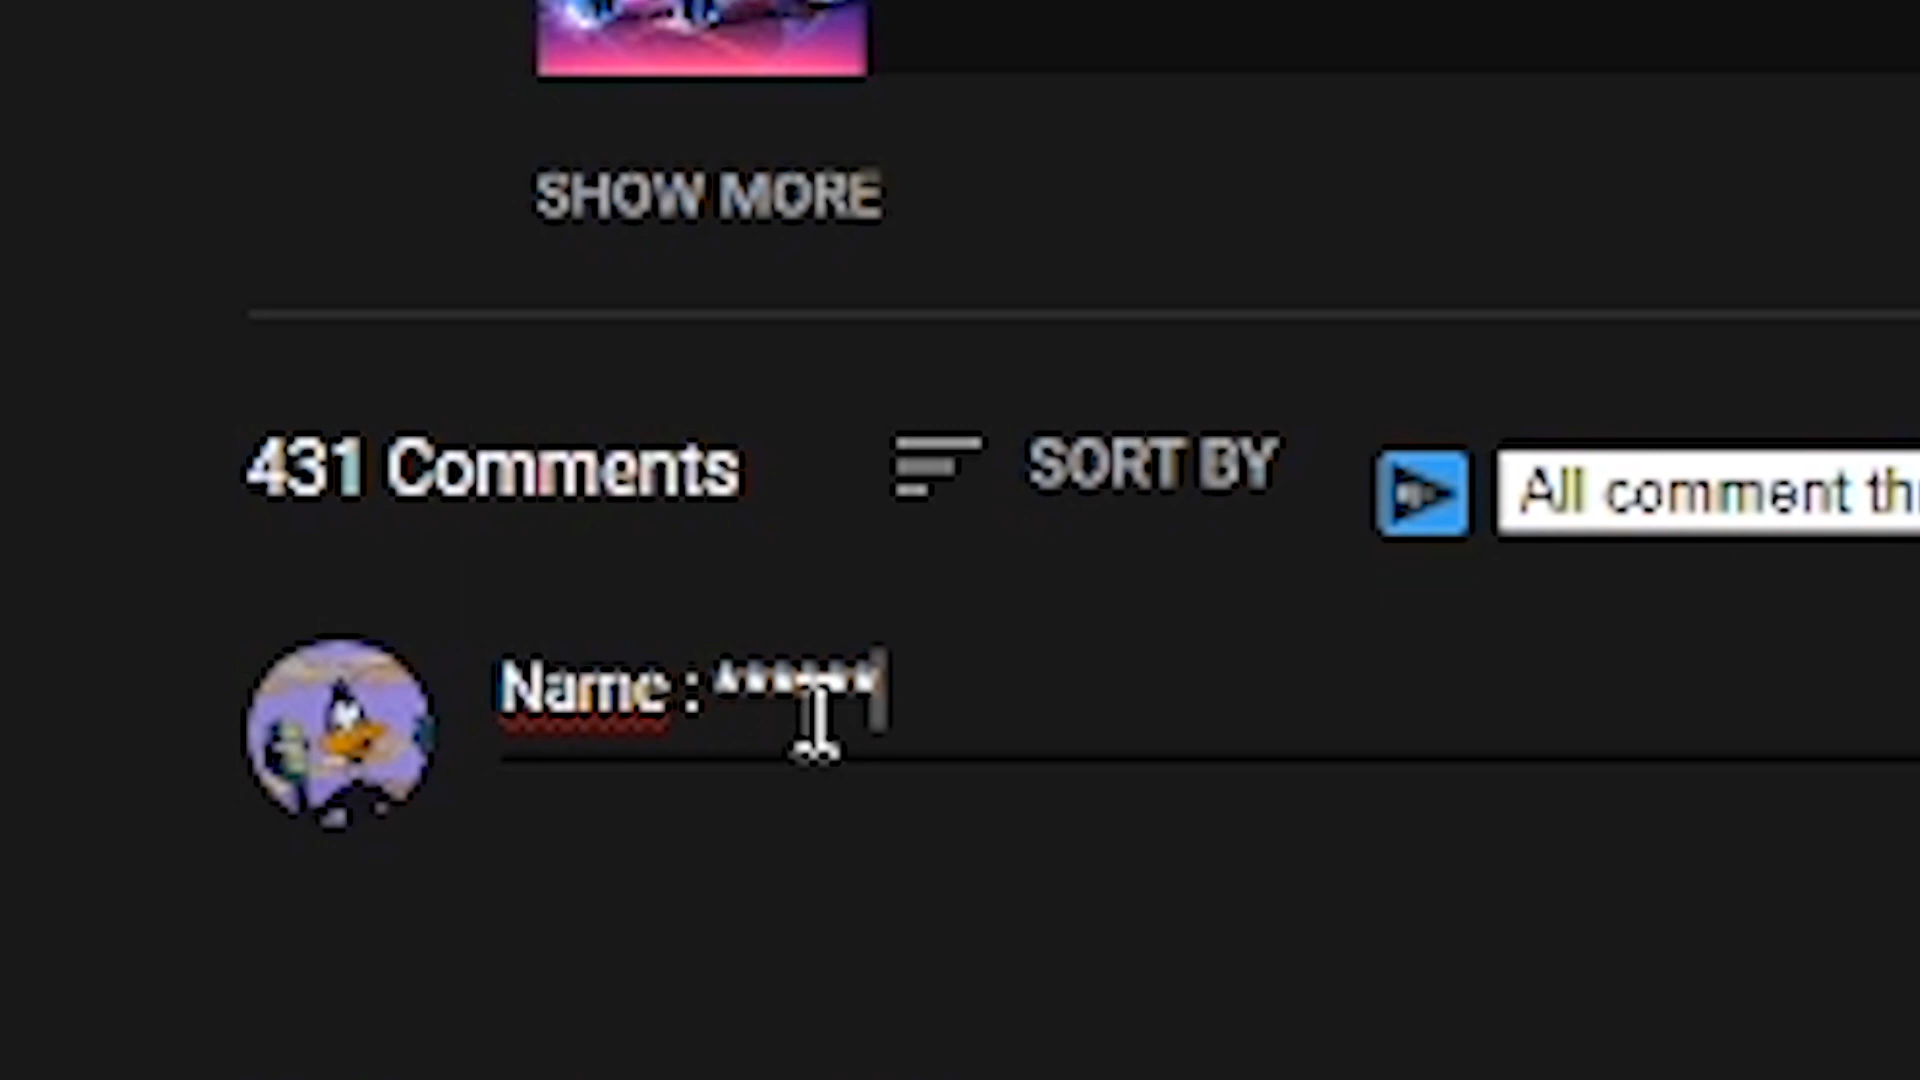 SHOW MORE
431 Comments
SORT BY
All comment th
Name : ******